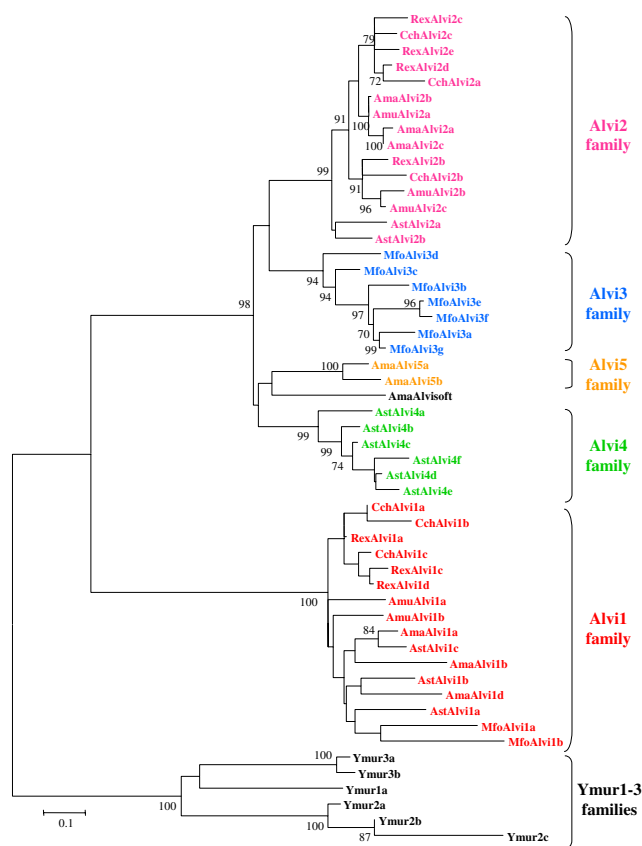 RexAlvi2c
CchAlvi2c
79
RexAlvi2e
RexAlvi2d
72
CchAlvi2a
AmaAlvi2b
91
AmuAlvi2a
100
AmaAlvi2a
100
AmaAlvi2c
RexAlvi2b
99
CchAlvi2b
91
AmuAlvi2b
96
AmuAlvi2c
AstAlvi2a
AstAlvi2b
Alvi2
family
MfoAlvi3d
94
MfoAlvi3c
94
MfoAlvi3b
97
96
MfoAlvi3e
MfoAlvi3f
70
MfoAlvi3a
99
MfoAlvi3g
Alvi3
family
98
100
AmaAlvi5a
AmaAlvi5b
Alvi5
family
AmaAlvisoft
AstAlvi4a
99
AstAlvi4b
99
AstAlvi4c
74
AstAlvi4f
AstAlvi4d
AstAlvi4e
Alvi4
family
CchAlvi1a
CchAlvi1b
RexAlvi1a
CchAlvi1c
RexAlvi1c
RexAlvi1d
100
AmuAlvi1a
AmuAlvi1b
84
AmaAlvi1a
AstAlvi1c
AmaAlvi1b
AstAlvi1b
AmaAlvi1d
AstAlvi1a
MfoAlvi1a
MfoAlvi1b
Alvi1
family
100
Ymur3a
Ymur3b
Ymur1a
100
Ymur2a
100
Ymur2b
87
Ymur2c
Ymur1-3
families
0.1